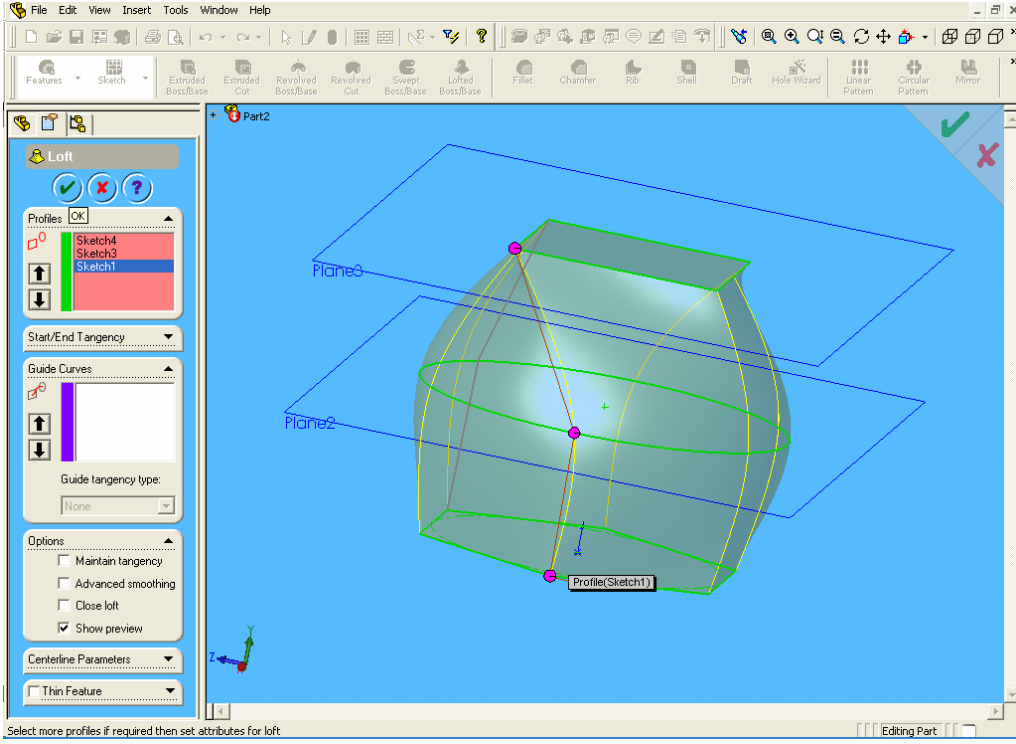 File Edit View Insert Tools Window Help
Features Sketch Extruded Boss/Base Extruded Cut Revolved Boss/Base Revolved Cut Swept Boss/Base Lofted Boss/Base Fillet Chamfer Rib Shell Draft Hole Wizard Linear Pattern Circular Pattern Mirror
Part2
Loft
Profiles
OK
Sketch4
Sketch3
Sketch1
Start/End Tangency
Guide Curves
Guide tangency type:
None
Options
Maintain tangency
Advanced smoothing
Close loft
Show preview
Centerline Parameters
Thin Feature
Plane3
Plane2
Profile(Sketch1)
Y
Z
Select more profiles if required then set attributes for loft
Editing Part